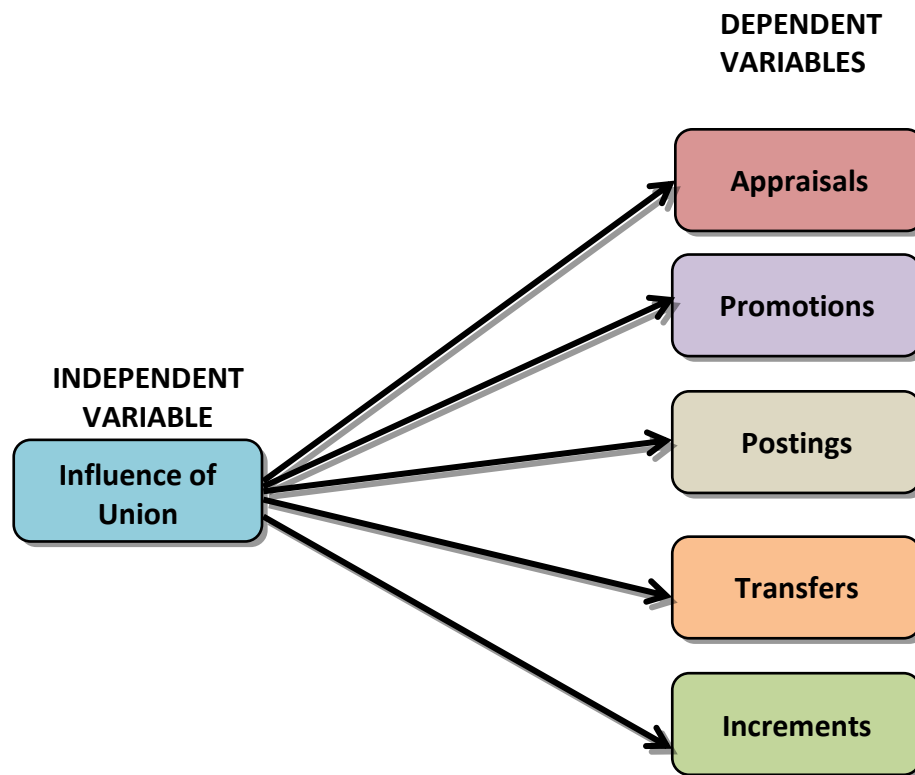 DEPENDENT
VARIABLES
Appraisals
Promotions
INDEPENDENT
VARIABLE
Influence of
Union
Postings
Transfers
Increments